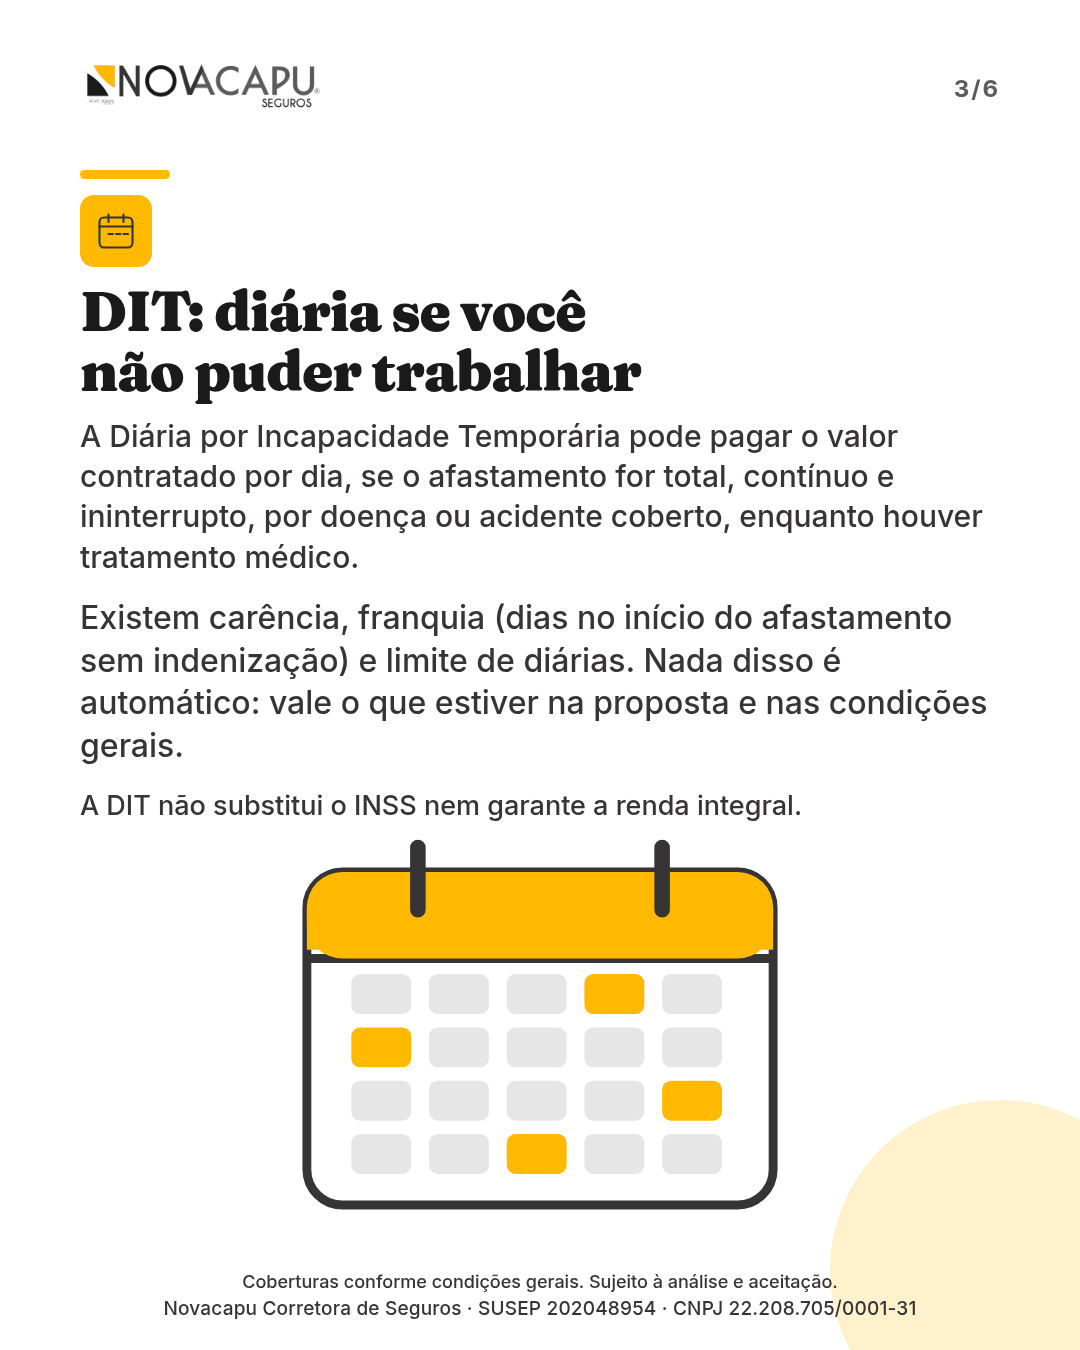 NOVACAPU
SEGUROS
3/6
DIT: diária se você
não puder trabalhar
A Diária por Incapacidade Temporária pode pagar o valor
contratado por dia, se o afastamento for total, contínuo e
ininterrupto, por doença ou acidente coberto, enquanto houver
tratamento médico.
Existem carência, franquia (dias no início do afastamento
sem indenização) e limite de diárias. Nada disso é
automático: vale o que estiver na proposta e nas condições
gerais.
A DIT não substitui o INSS nem garante a renda integral.
Coberturas conforme condições gerais. Sujeito à análise e aceitação.
Novacapu Corretora de Seguros · SUSEP 202048954 · CNPJ 22.208.705/0001-31